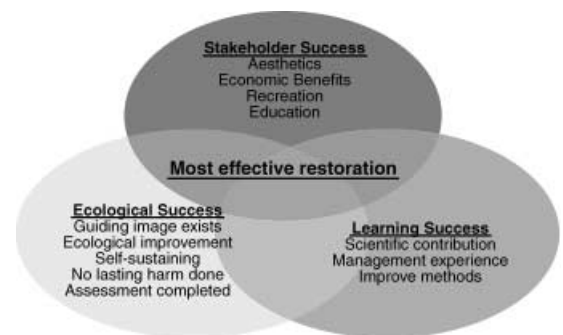 Stakeholder Success
Aesthetics
Economic Benefits
Recreation
Education
Most effective restoration
Ecological Success
Guiding image exists
Ecological improvement
Self-sustaining
No lasting harm done
Assessment completed
Learning Success
Scientific contribution
Management experience
Improve methods